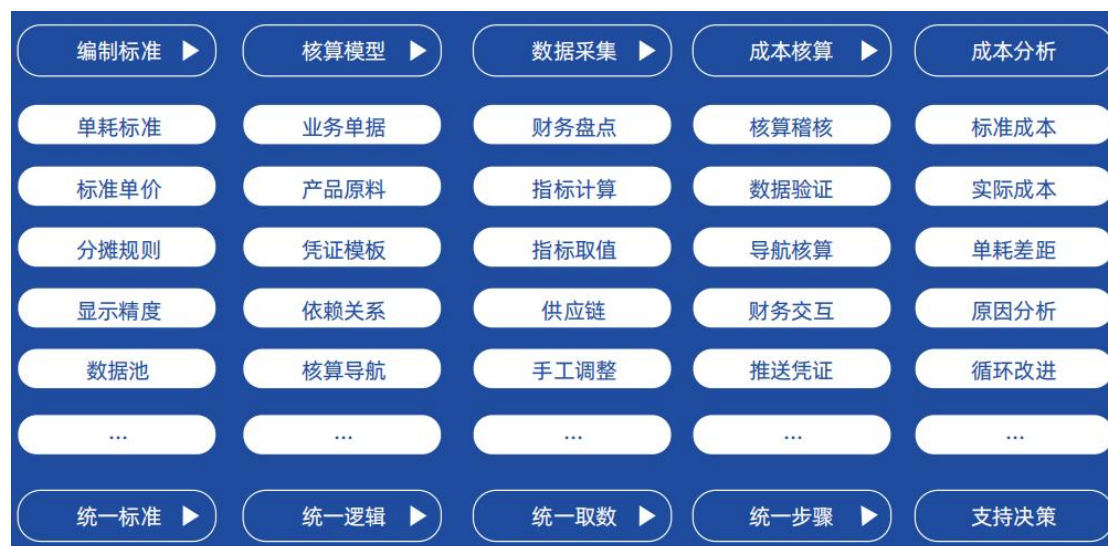 编制标准 核算模型 数据采集 成本核算 成本分析
单耗标准 业务单据 财务盘点 核算稽核 标准成本
标准单价 产品原料 指标计算 数据验证 实际成本
分摊规则 凭证模板 指标取值 导航核算 单耗差距
显示精度 依赖关系 供应链 财务交互 原因分析
数据池 核算导航 手工调整 推送凭证 循环改进
... ... ... ... ...
统一标准 统一逻辑 统一取数 统一步骤 支持决策